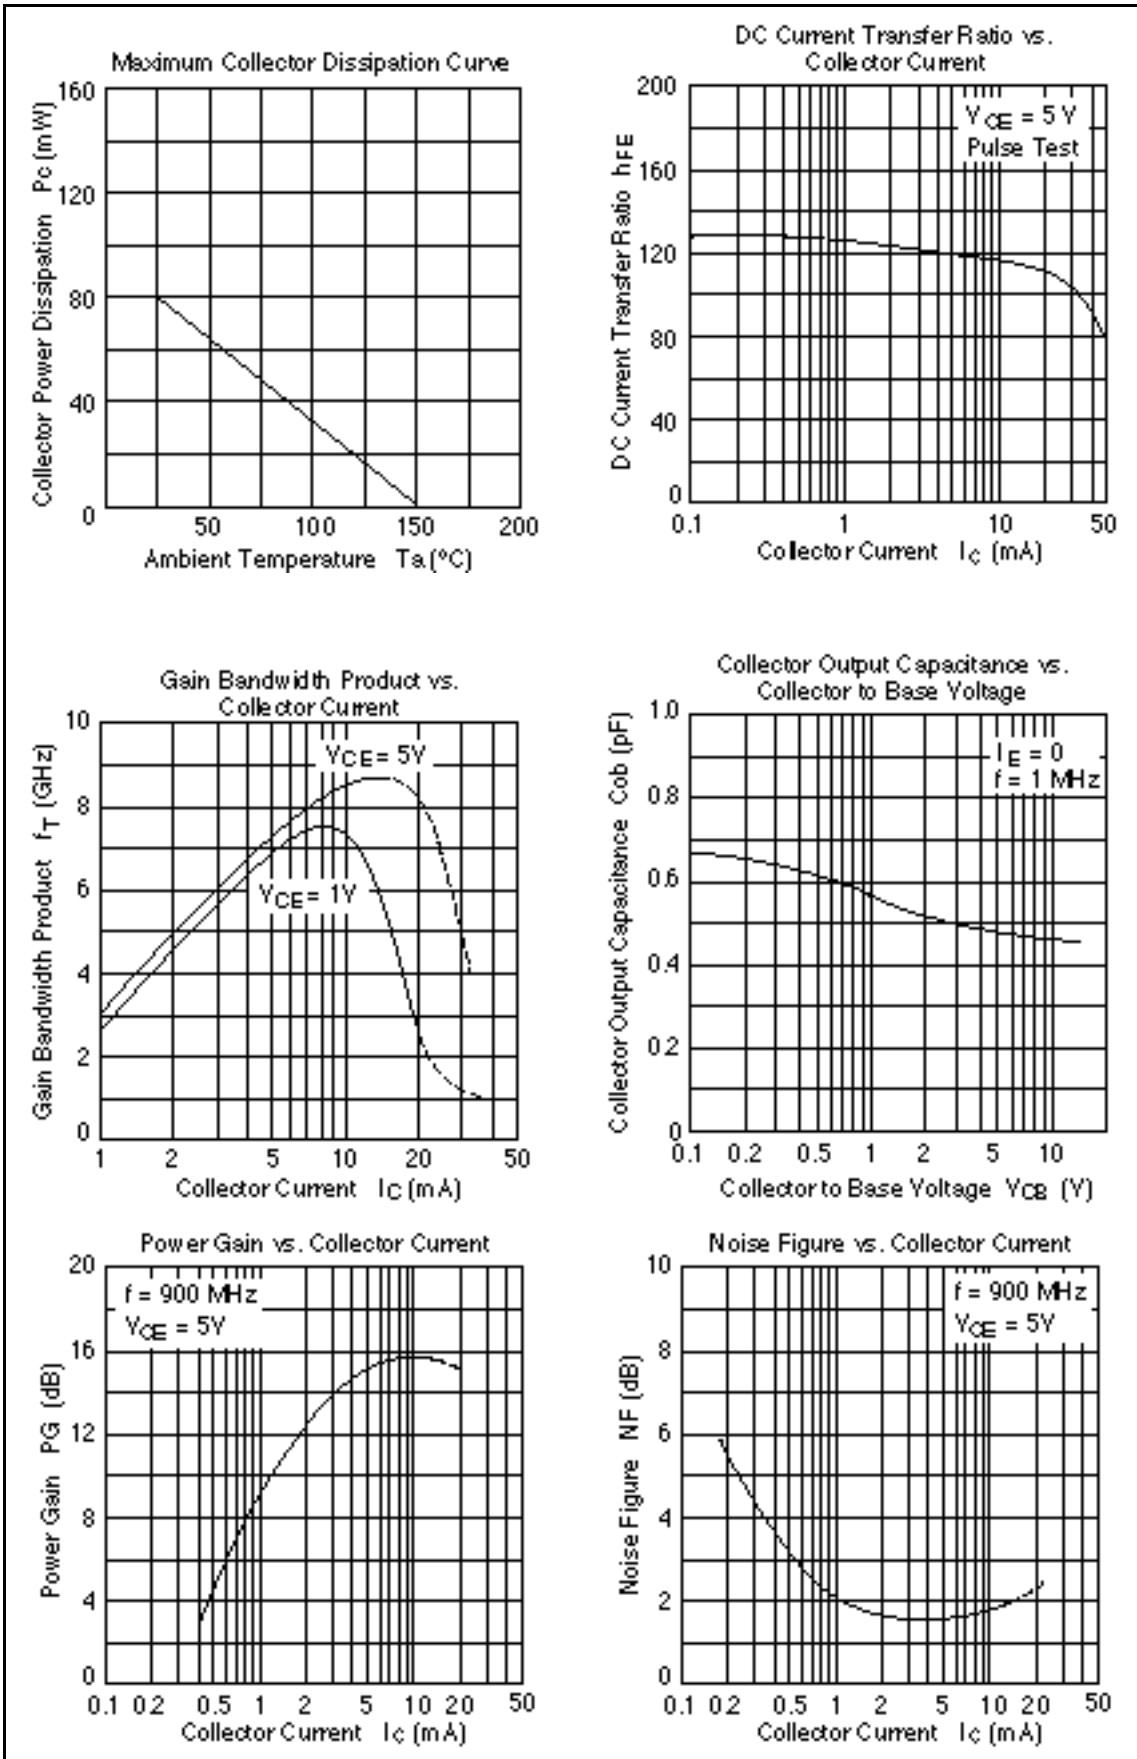 Maximum Collector Dissipation Curve
Collector Power Dissipation Pc (mW)
160
120
80
40
0
50 100 150 200
Ambient Temperature Ta (°C)
DC Current Transfer Ratio vs.
Collector Current
DC Current Transfer Ratio hFE
200
160
120
80
40
0
VCE = 5 V
Pulse Test
0.1 1 10 50
Collector Current IC (mA)
Gain Bandwidth Product vs.
Collector Current
Gain Bandwidth Product fT (GHz)
10
8
6
4
2
0
VCE = 5V
VCE = 1V
1 2 5 10 20 50
Collector Current IC (mA)
Collector Output Capacitance vs.
Collector to Base Voltage
Collector Output Capacitance Cob (pF)
1.0
0.8
0.6
0.4
0.2
0
IE = 0
f = 1 MHz
0.1 0.2 0.5 1 2 5 10
Collector to Base Voltage VCB (V)
Power Gain vs. Collector Current
Power Gain PG (dB)
20
16
12
8
4
0
f = 900 MHz
VCE = 5V
0.1 0.2 0.5 1 2 5 10 20 50
Collector Current IC (mA)
Noise Figure vs. Collector Current
Noise Figure NF (dB)
10
8
6
4
2
0
f = 900 MHz
VCE = 5V
0.1 0.2 0.5 1 2 5 10 20 50
Collector Current IC (mA)